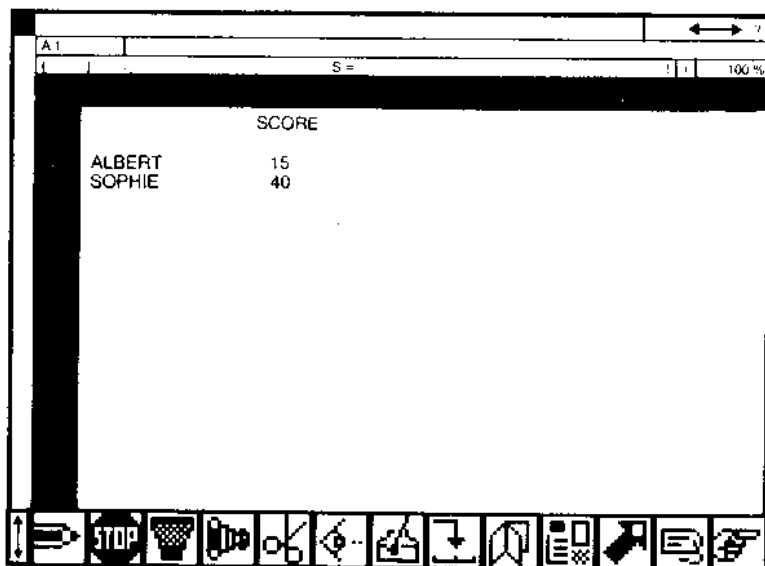 ?
A 1
S =
! i 100 %
SCORE
ALBERT 15
SOPHIE 40
STOP